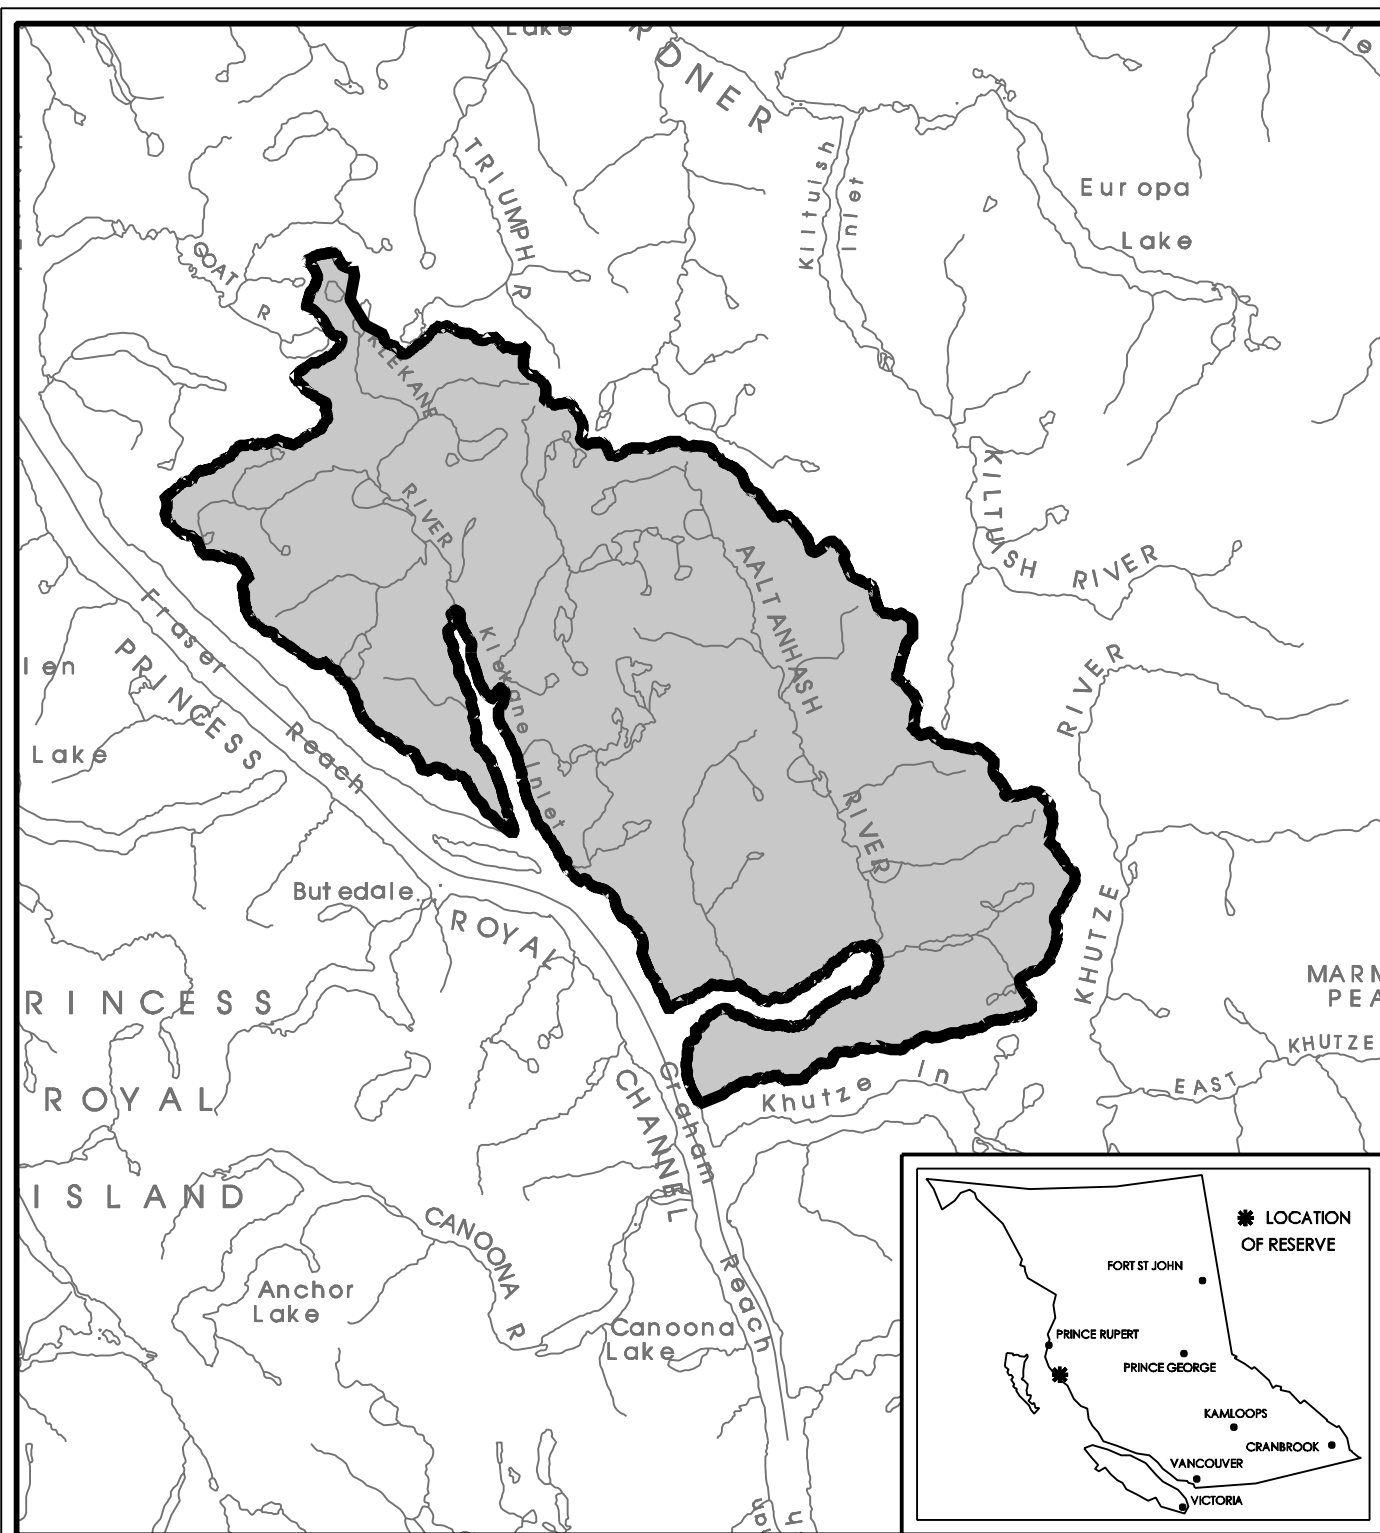 Lake
RDNER
TRIUMPH R
Kiltuish
Inlet
Europa
Lake
GOAT
R
KLEKANE
RIVER
KILTUISH
RIVER
AALTANHASH
RIVER
Klekane
Inlet
Fraser
Reach
PRINCESS
len
Lake
RIVER
KHUTZE
Butedale
ROYAL
MARM
PEA
RINCESS
ROYAL
ISLAND
KHUTZE
EAST
Khutze In
CHANNEL
Graham
Reach
CANOONA
R
Anchor
Lake
Canoona
Lake
LOCATION
OF RESERVE
FORT ST JOHN
PRINCE RUPERT
PRINCE GEORGE
KAMLOOPS
CRANBROOK
VANCOUVER
VICTORIA